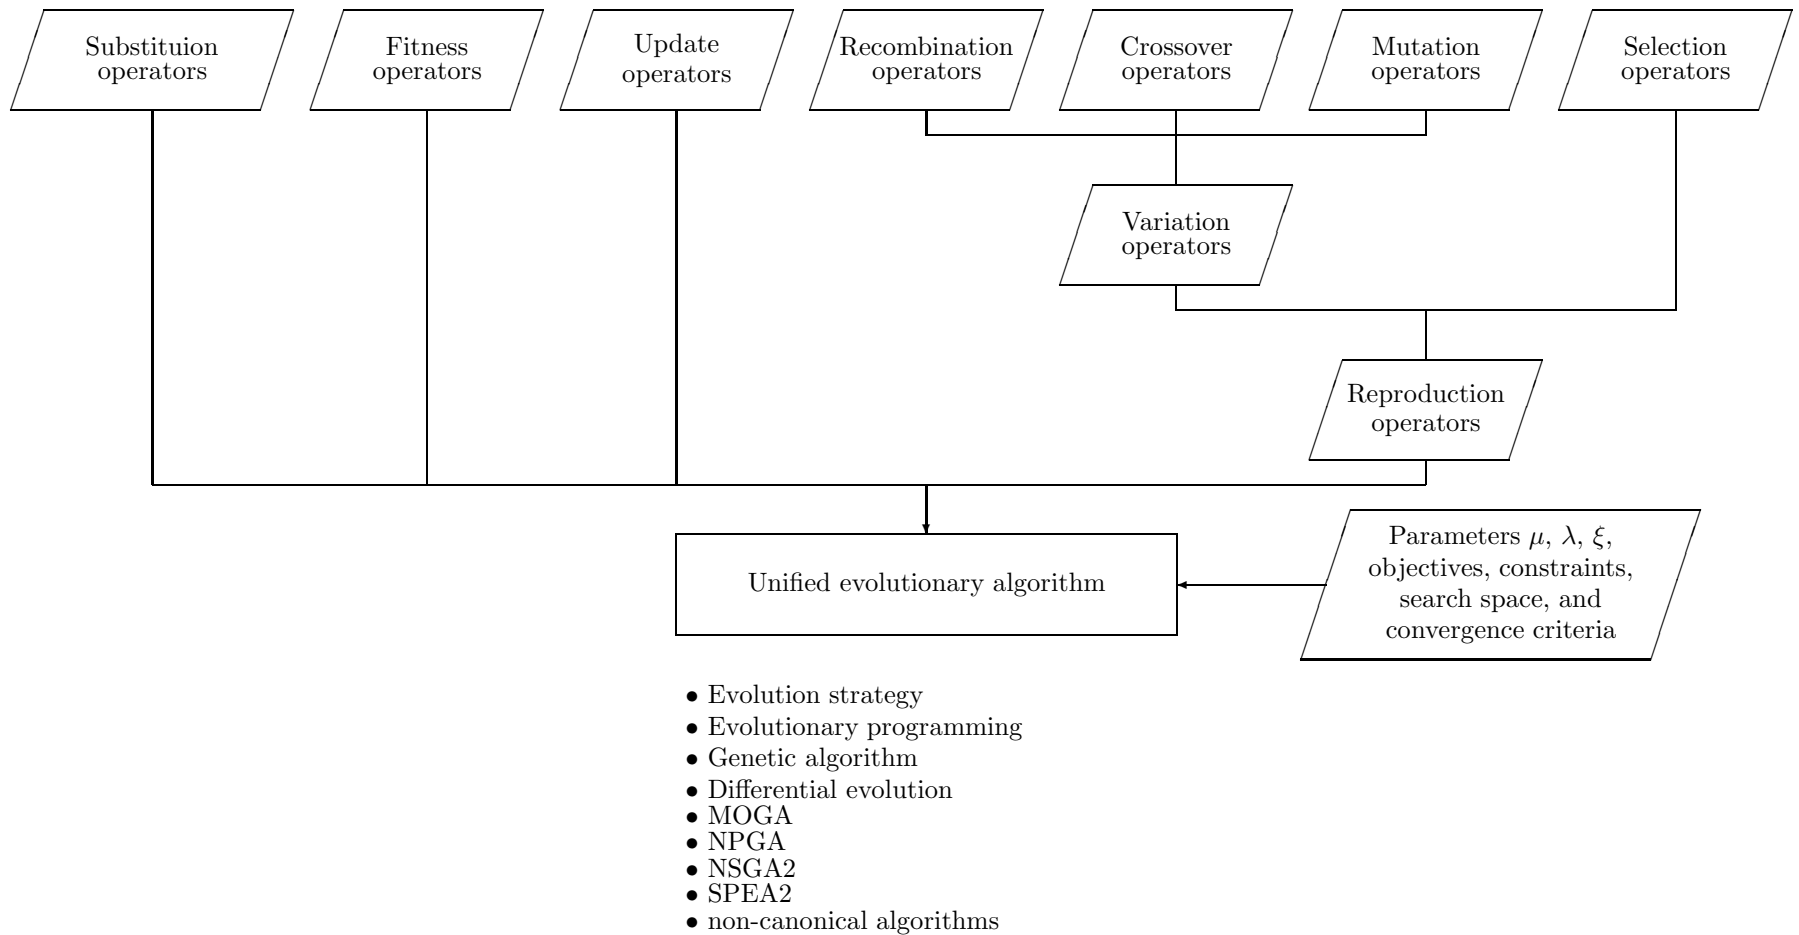 Substituion
operators
Fitness
operators
Update
operators
Recombination
operators
Crossover
operators
Mutation
operators
Selection
operators
Variation
operators
Reproduction
operators
Unified evolutionary algorithm
Parameters μ, λ, ξ,
objectives, constraints,
search space, and
convergence criteria
• Evolution strategy
• Evolutionary programming
• Genetic algorithm
• Differential evolution
• MOGA
• NPGA
• NSGA2
• SPEA2
• non-canonical algorithms